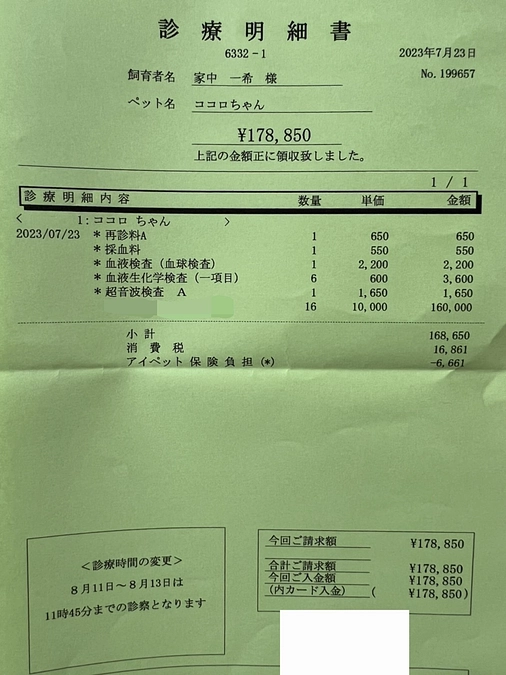 診療明細書
6332-1
2023年7月23日
飼育者名 家中 一希 様
No.199657
ペット名 ココロちゃん
¥178,850
上記の金額正に領収致しました。
1 / 1
診療明細内容 数量 単価 金額
< 1:ココロ ちゃん >
2023/07/23 *再診料A 1 650 650
*採血料 1 550 550
*血液検査(血球検査) 1 2,200 2,200
*血液生化学検査(一項目) 6 600 3,600
*超音波検査 A 1 1,650 1,650
16 10,000 160,000
小計 168,650
消費税 16,861
アイペット保険負担(*) -6,661
今回ご請求額 ¥178,850
合計ご請求額 ¥178,850
今回ご入金額 ¥178,850
(内カード入金) ( ¥178,850)
<診療時間の変更>
8月11日~8月13日は
11時45分までの診察となります